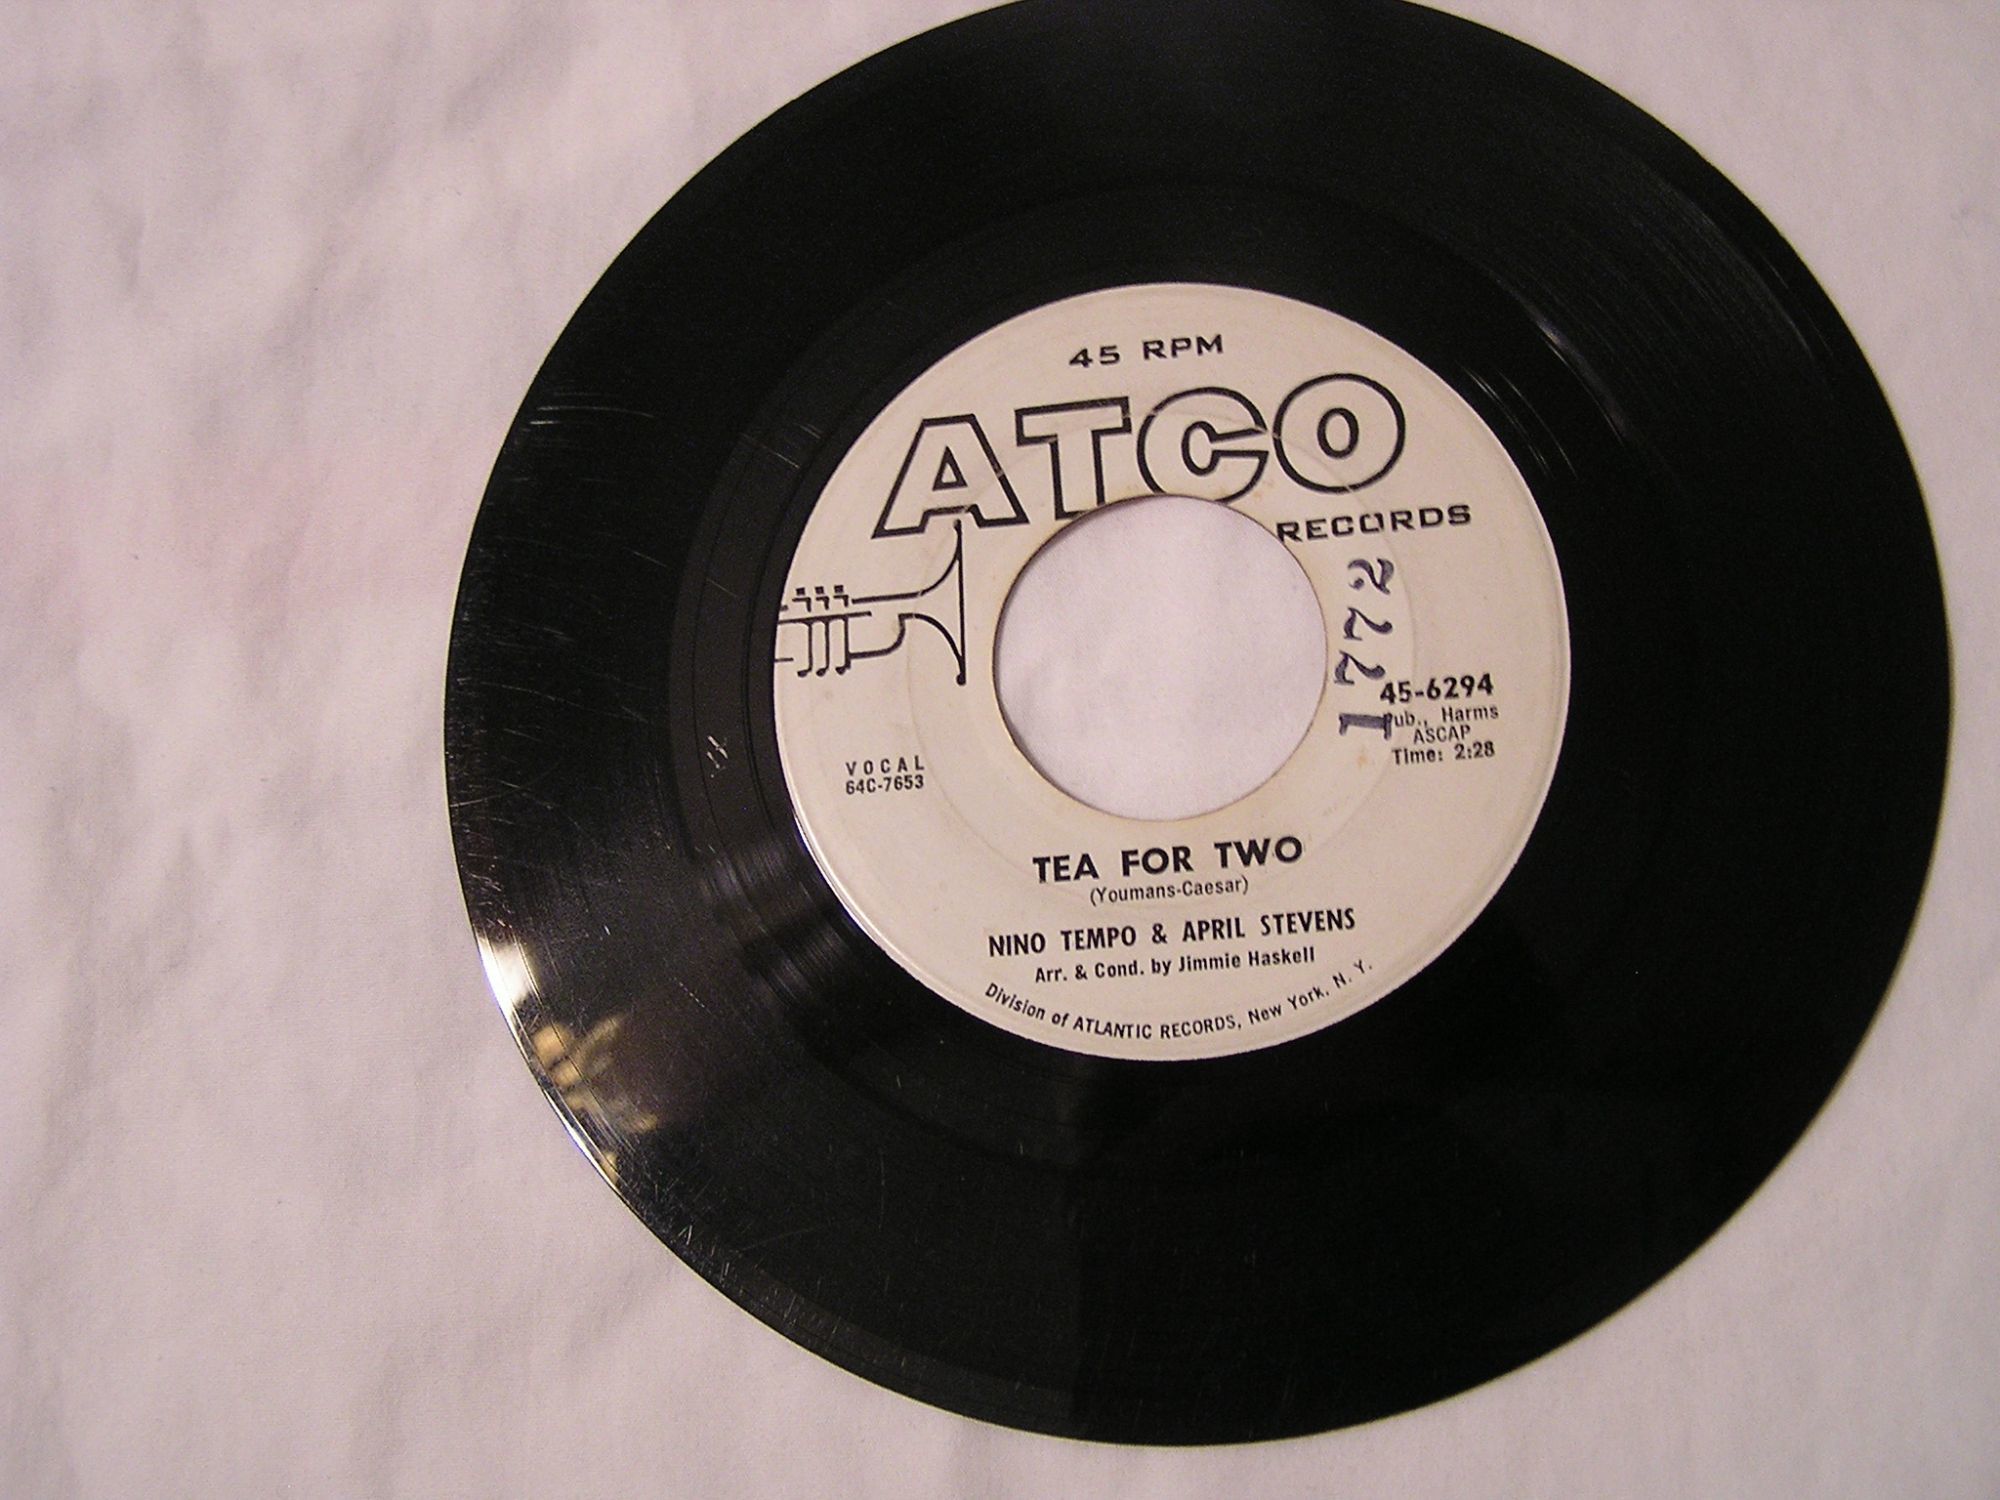 45 RPM
ATCO
RECORDS
1772
45-6294
Pub., Harms
ASCAP
Time: 2:28
VOCAL
64C-7653
TEA FOR TWO
(Youmans-Caesar)
NINO TEMPO & APRIL STEVENS
Arr. & Cond. by Jimmie Haskell
Division of ATLANTIC RECORDS, New York, N. Y.